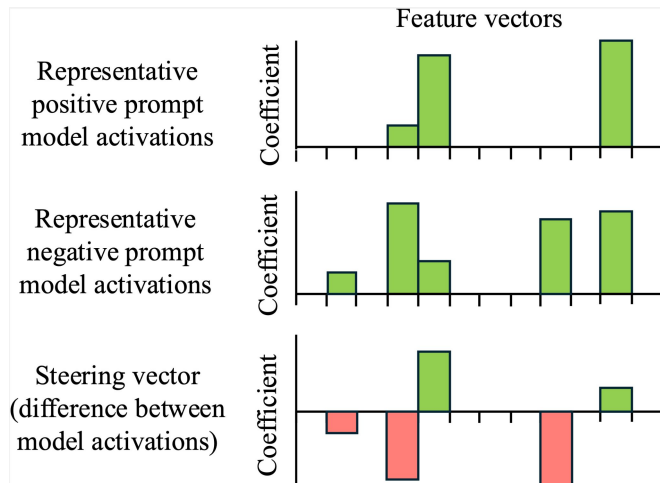 Feature vectors
Representative
positive prompt
model activations
Coefficient
Representative
negative prompt
model activations
Coefficient
Steering vector
(difference between
model activations)
Coefficient